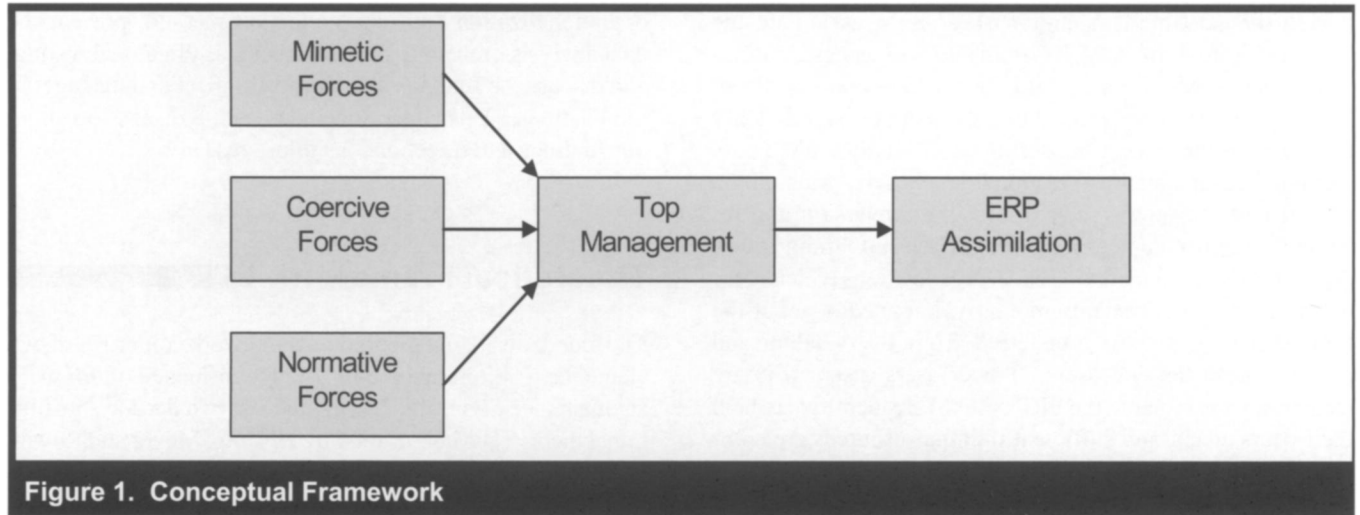 Mimetic
Forces
Coercive
Forces
Top
Management
ERP
Assimilation
Normative
Forces
Figure 1. Conceptual Framework